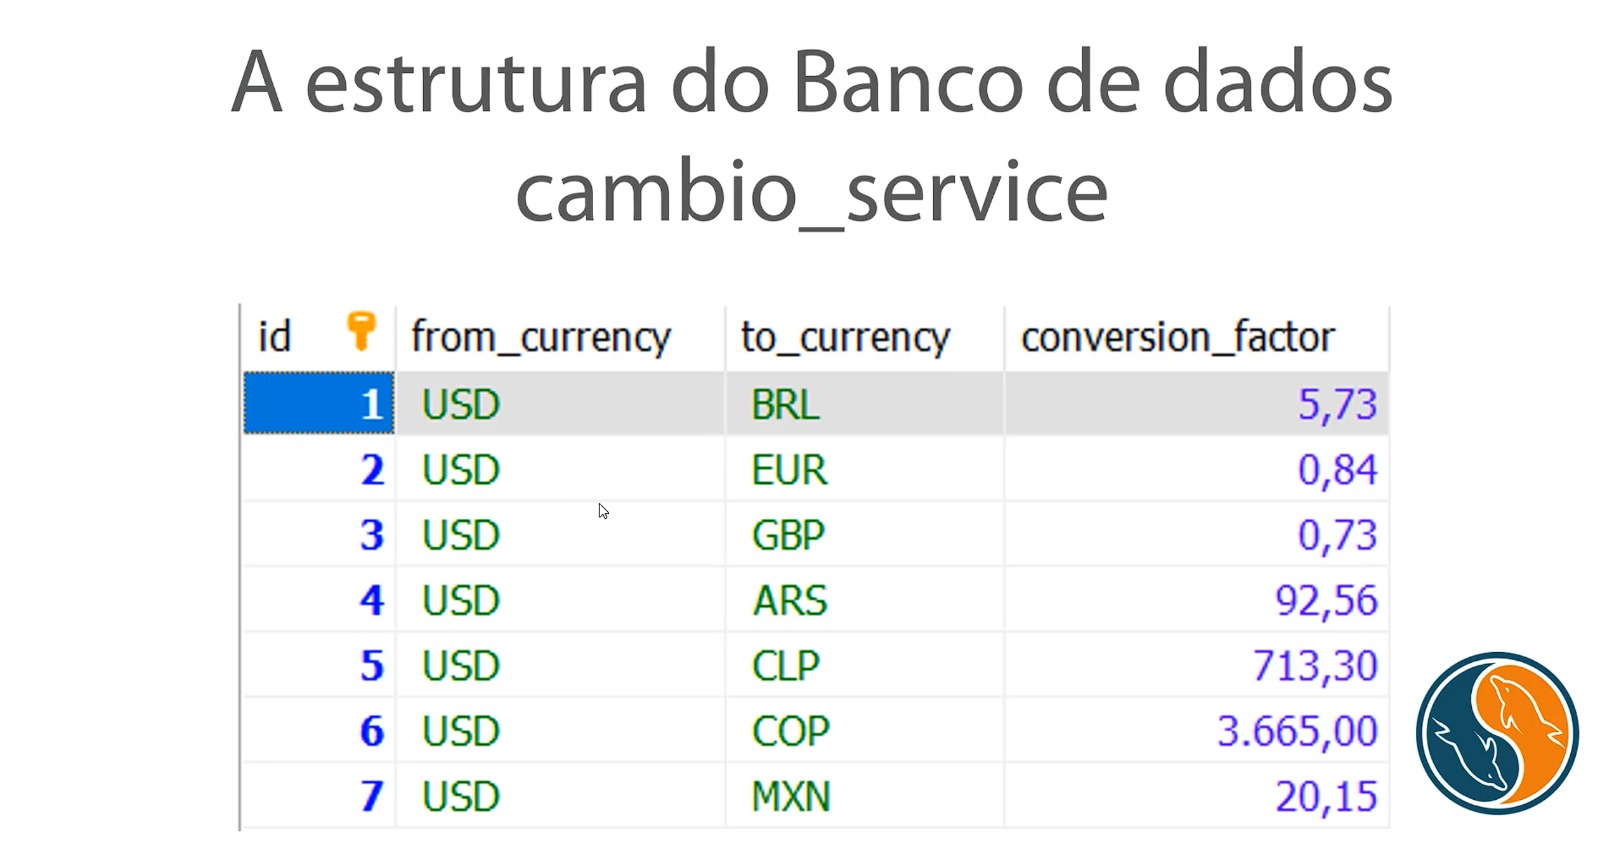 A estrutura do Banco de dados
cambio_service
id from_currency to_currency conversion_factor
1 USD BRL 5,73
2 USD EUR 0,84
3 USD GBP 0,73
4 USD ARS 92,56
5 USD CLP 713,30
6 USD COP 3.665,00
7 USD MXN 20,15